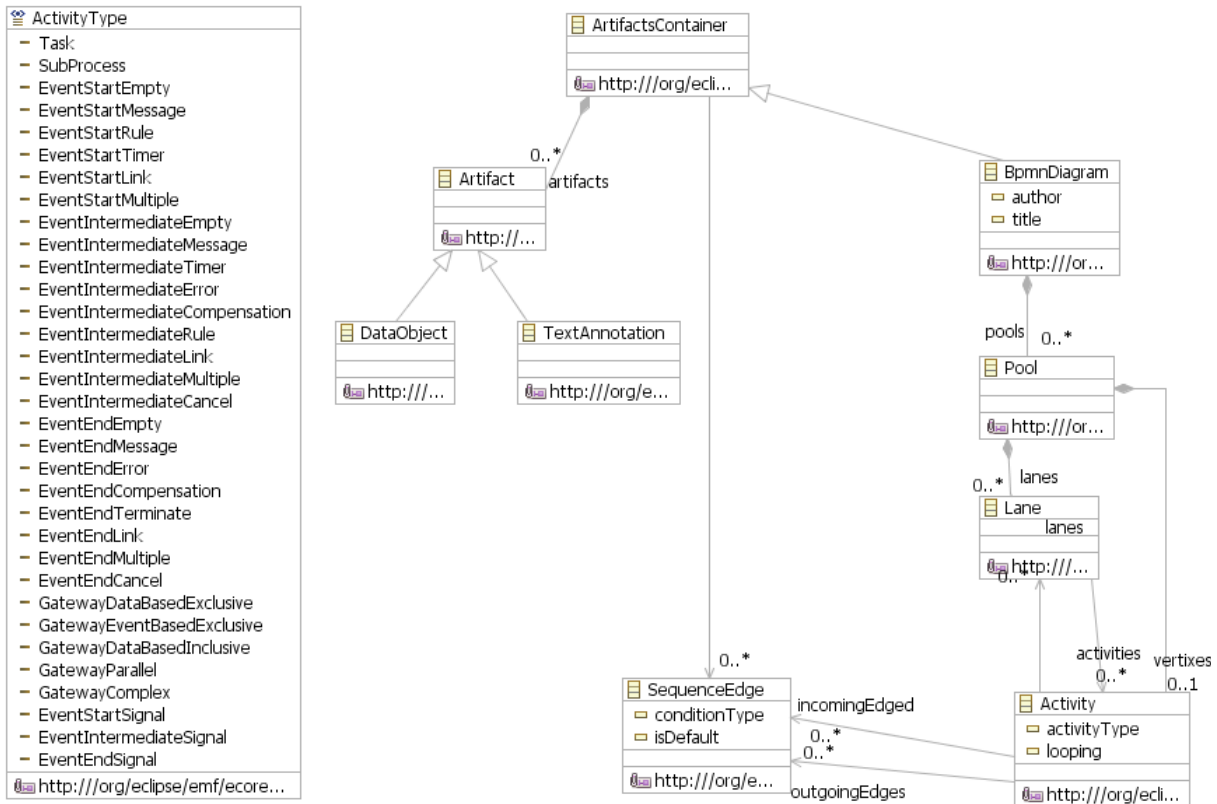 ActivityType
Task
SubProcess
EventStartEmpty
EventStartMessage
EventStartRule
EventStartTimer
EventStartLink
EventStartMultiple
EventIntermediateEmpty
EventIntermediateMessage
EventIntermediateTimer
EventIntermediateError
EventIntermediateCompensation
EventIntermediateRule
EventIntermediateLink
EventIntermediateMultiple
EventIntermediateCancel
EventEndEmpty
EventEndMessage
EventEndError
EventEndCompensation
EventEndTerminate
EventEndLink
EventEndMultiple
EventEndCancel
GatewayDataBasedExclusive
GatewayEventBasedExclusive
GatewayDataBasedInclusive
GatewayParallel
GatewayComplex
EventStartSignal
EventIntermediateSignal
EventEndSignal
http:///org/eclipse/emf/ecore...
ArtifactsContainer
http:///org/ecli...
0..*
artifacts
Artifact
http://...
DataObject
http:///...
TextAnnotation
http:///org/e...
BpmnDiagram
author
title
http:///or...
pools
0..*
Pool
http:///or...
lanes
0..*
Lane
lanes
http:///...
0..*
activities
0..*
vertixes
0..1
0..*
SequenceEdge
conditionType
isDefault
http:///org/e...
incomingEdged
0..*
0..*
outgoingEdges
Activity
activityType
looping
http:///org/ecli...